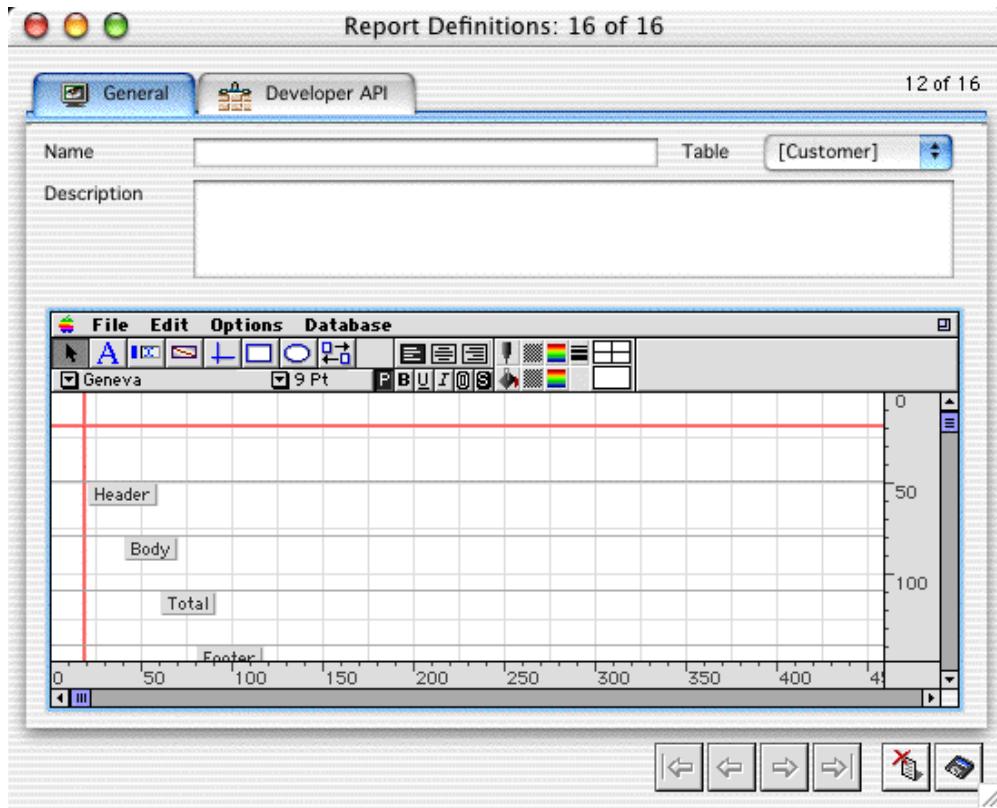 Report Definitions: 16 of 16
General Developer API 12 of 16
Name Table [Customer]
Description
File Edit Options Database
A
Geneva 9 Pt P B U I O S
0
Header 50
Body
Total 100
Footer
0 50 100 150 200 250 300 350 400 45